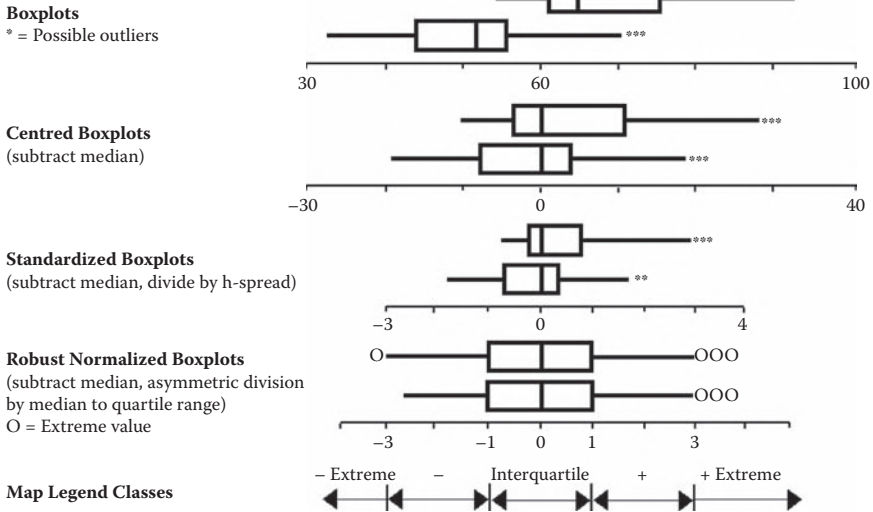 Boxplots
* = Possible outliers
***
30 60 100
Centred Boxplots
(subtract median)
***
***
−30 0 40
Standardized Boxplots
(subtract median, divide by h-spread)
***
**
−3 0 4
Robust Normalized Boxplots
(subtract median, asymmetric division
by median to quartile range)
O = Extreme value
O OOO
OOO
−3 −1 0 1 3
Map Legend Classes
− Extreme − Interquartile + + Extreme